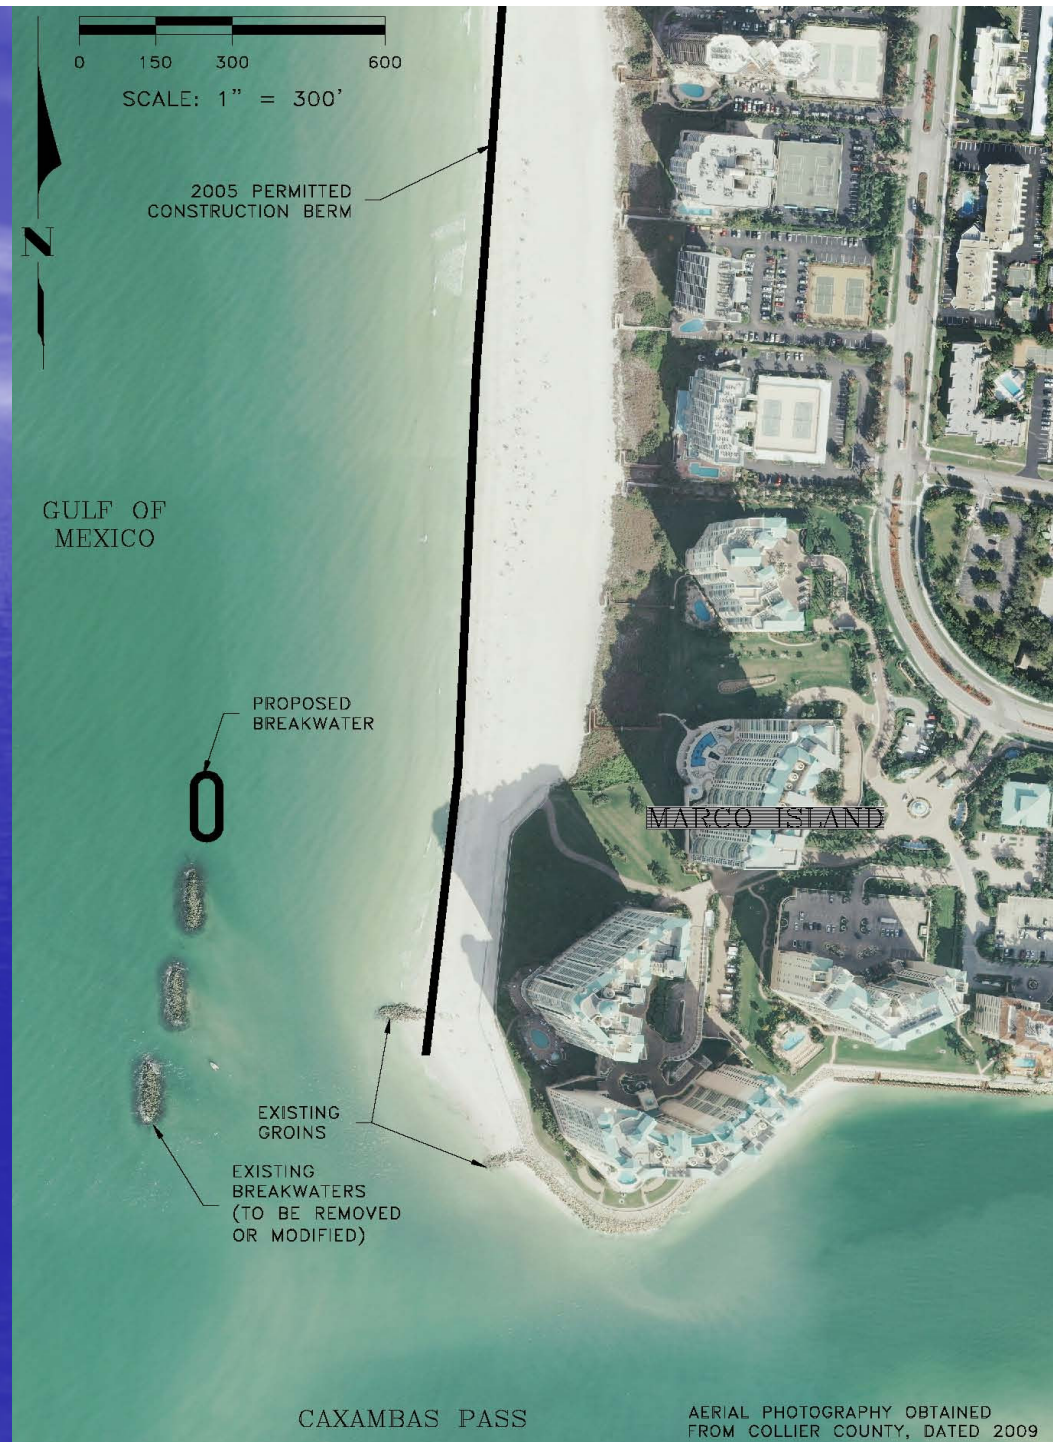 0 150 300 600
SCALE: 1" = 300'
2005 PERMITTED
CONSTRUCTION BERM
N
GULF OF
MEXICO
PROPOSED
BREAKWATER
MARCO ISLAND
EXISTING
GROINS
EXISTING
BREAKWATERS
(TO BE REMOVED
OR MODIFIED)
CAXAMBAS PASS
AERIAL PHOTOGRAPHY OBTAINED
FROM COLLIER COUNTY, DATED 2009